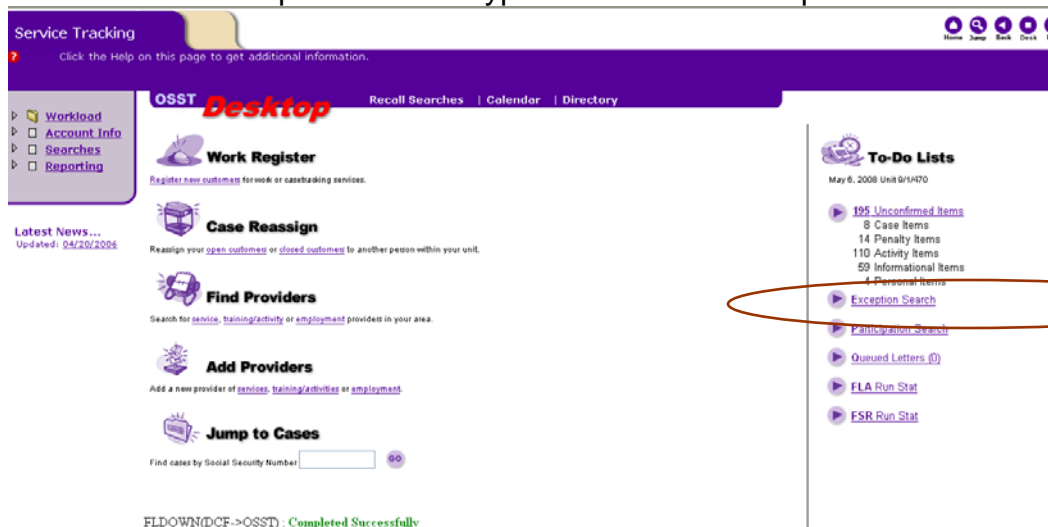 Service Tracking
Home Jump Back Desk
? Click the Help on this page to get additional information.
OSST Desktop Recall Searches | Calendar | Directory
Workload
Account Info
Searches
Reporting
Latest News...
Updated: 04/20/2006
Work Register
Register new customers for work or casetracking services.
Case Reassign
Reassign your open customers or closed customers to another person within your unit.
Find Providers
Search for service, training/activity or employment providers in your area.
Add Providers
Add a new provider of services, training/activities or employment.
Jump to Cases
Find cases by Social Security Number GO
FLDOWN(DCF->OSST) : Completed Successfully
To-Do Lists
May 6, 2008 Unit 9/1/470
195 Unconfirmed Items
8 Case Items
14 Penalty Items
110 Activity Items
59 Informational Items
4 Personal Items
Exception Search
Participation Search
Queued Letters (0)
FLA Run Stat
FSR Run Stat